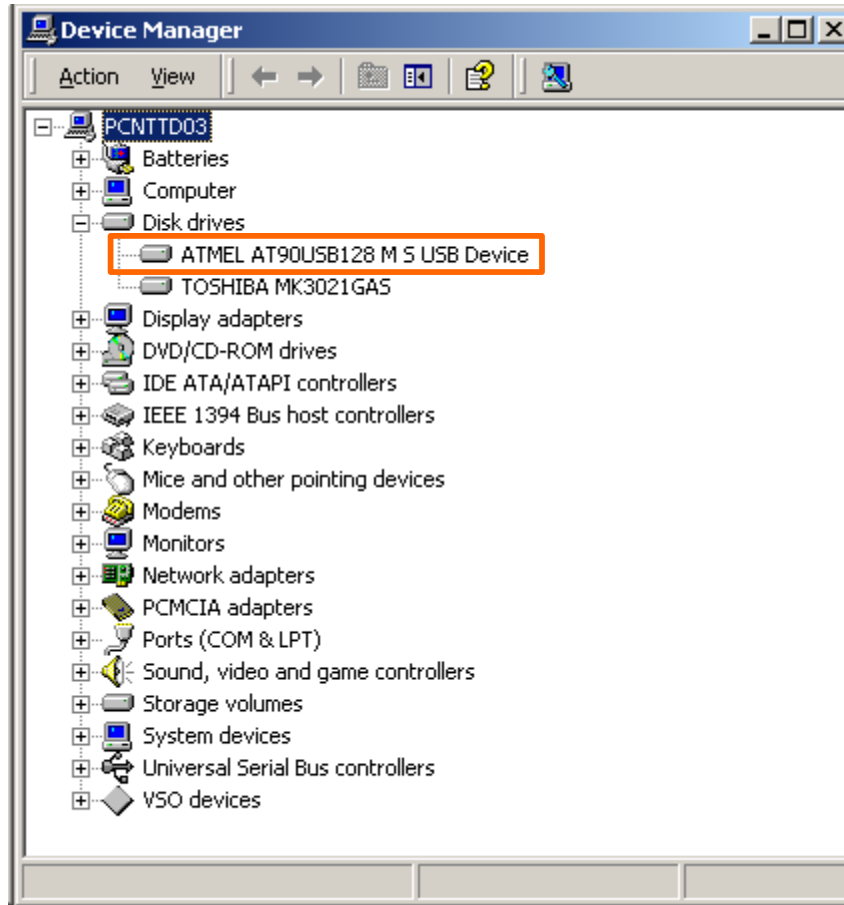 Device Manager
Action View
PCNTTD03
Batteries
Computer
Disk drives
ATMEL AT90USB128 M S USB Device
TOSHIBA MK3021GAS
Display adapters
DVD/CD-ROM drives
IDE ATA/ATAPI controllers
IEEE 1394 Bus host controllers
Keyboards
Mice and other pointing devices
Modems
Monitors
Network adapters
PCMCIA adapters
Ports (COM & LPT)
Sound, video and game controllers
Storage volumes
System devices
Universal Serial Bus controllers
VSO devices